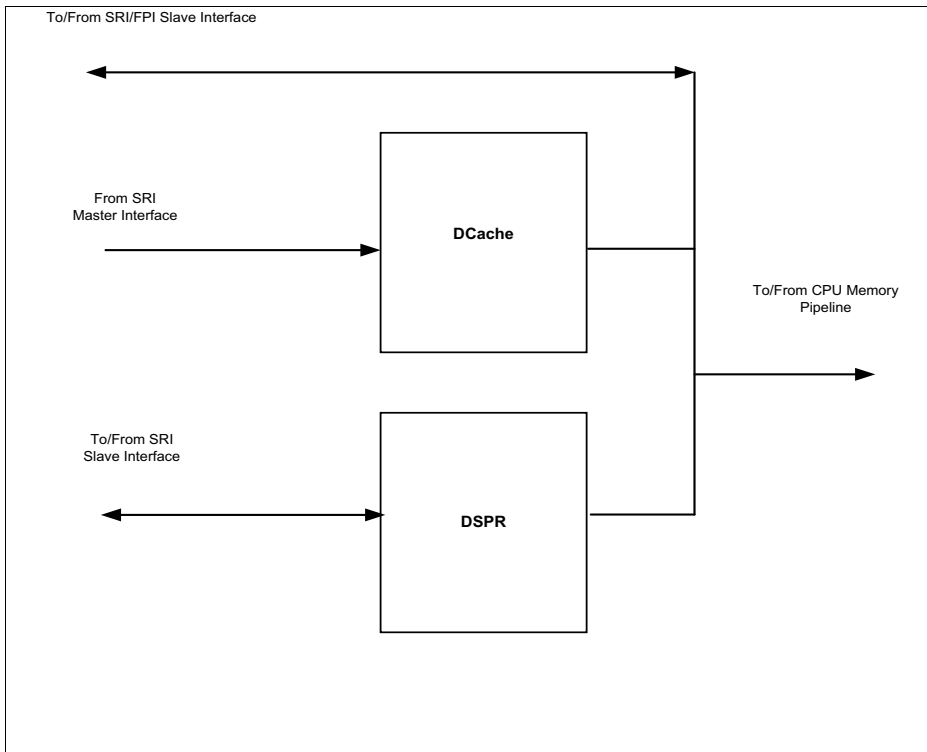 To/From SRI/FPI Slave Interface
From SRI
Master Interface
DCache
To/From CPU Memory
Pipeline
To/From SRI
Slave Interface
DSPR